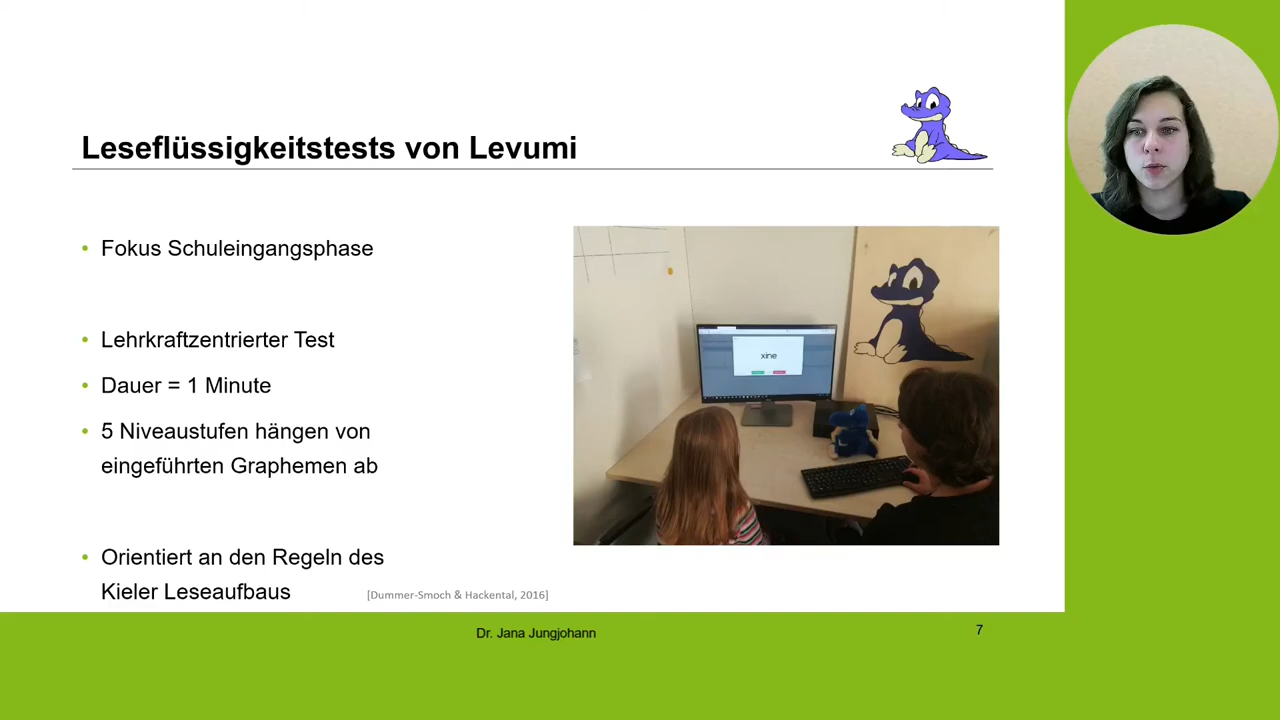 Leseflüssigkeitstests von Levumi
• Fokus Schuleingangsphase
• Lehrkraftzentrierter Test
• Dauer = 1 Minute
• 5 Niveaustufen hängen von
eingeführten Graphemen ab
xine
• Orientiert an den Regeln des
Kieler Leseaufbaus
[Dummer-Smoch & Hackental, 2016]
Dr. Jana Jungjohann
7